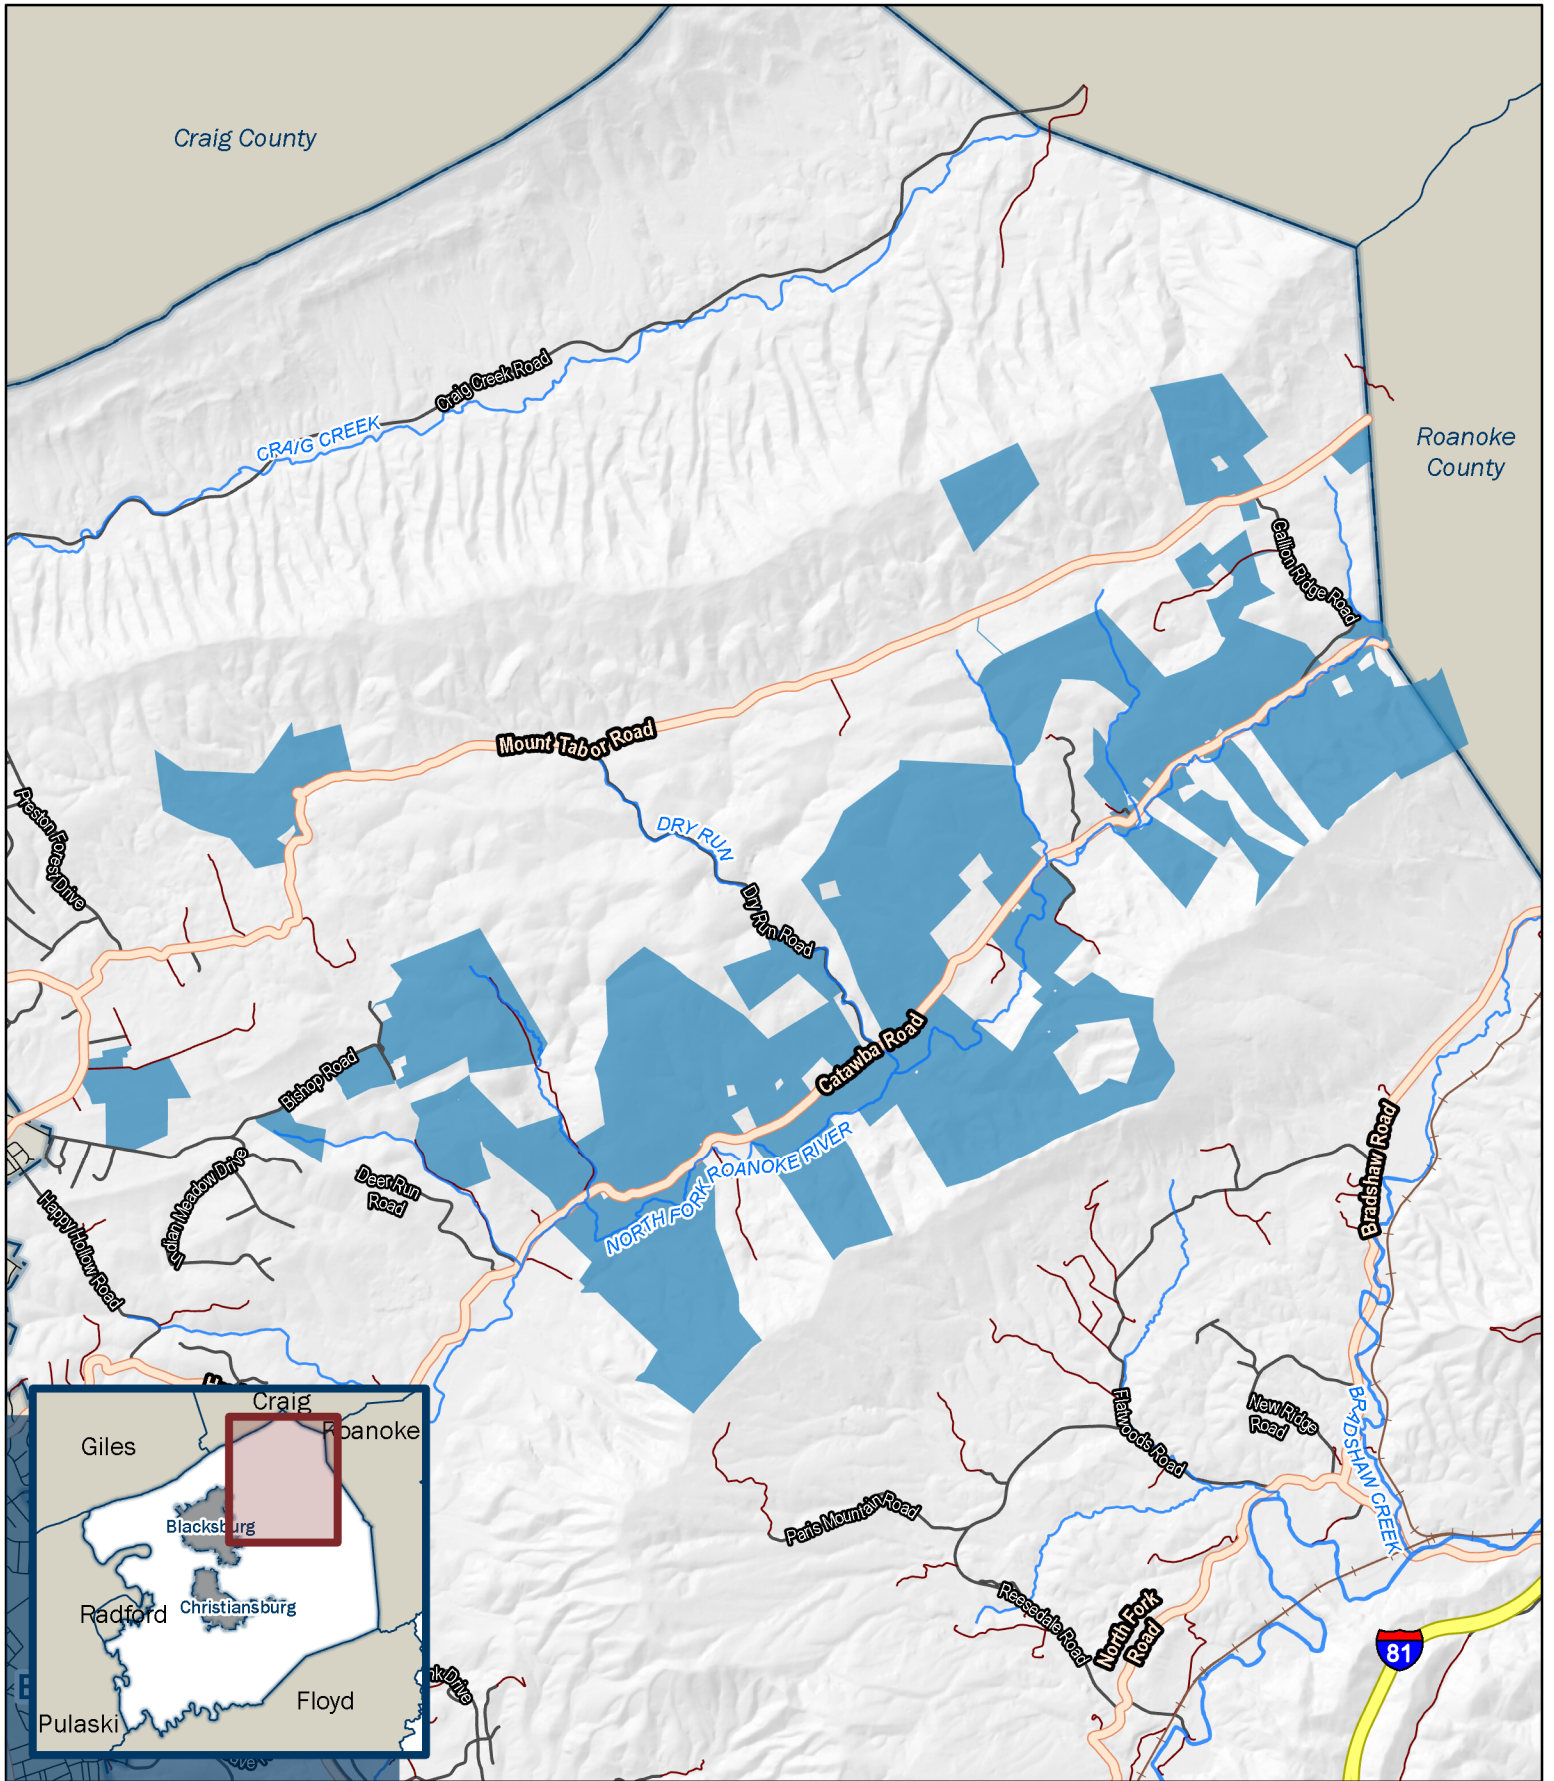 Craig County
Roanoke
County
Craig Creek Road
CRAIG CREEK
Gallion Ridge Road
Mount Tabor Road
Preston Forest Drive
DRY RUN
Dry Run Road
Catawba Road
Bishop Road
NORTH FORK ROANOKE RIVER
Indian Meadow Drive
Deer Run
Road
Happy Hollow Road
Bradshaw Road
BRADSHAW CREEK
New Ridge
Road
Flatwoods Road
Paris Mountain Road
Reesedale Road
North Fork
Road
81
Craig
Roanoke
Giles
Blacksburg
Christiansburg
Radford
Floyd
Pulaski
nk Drive